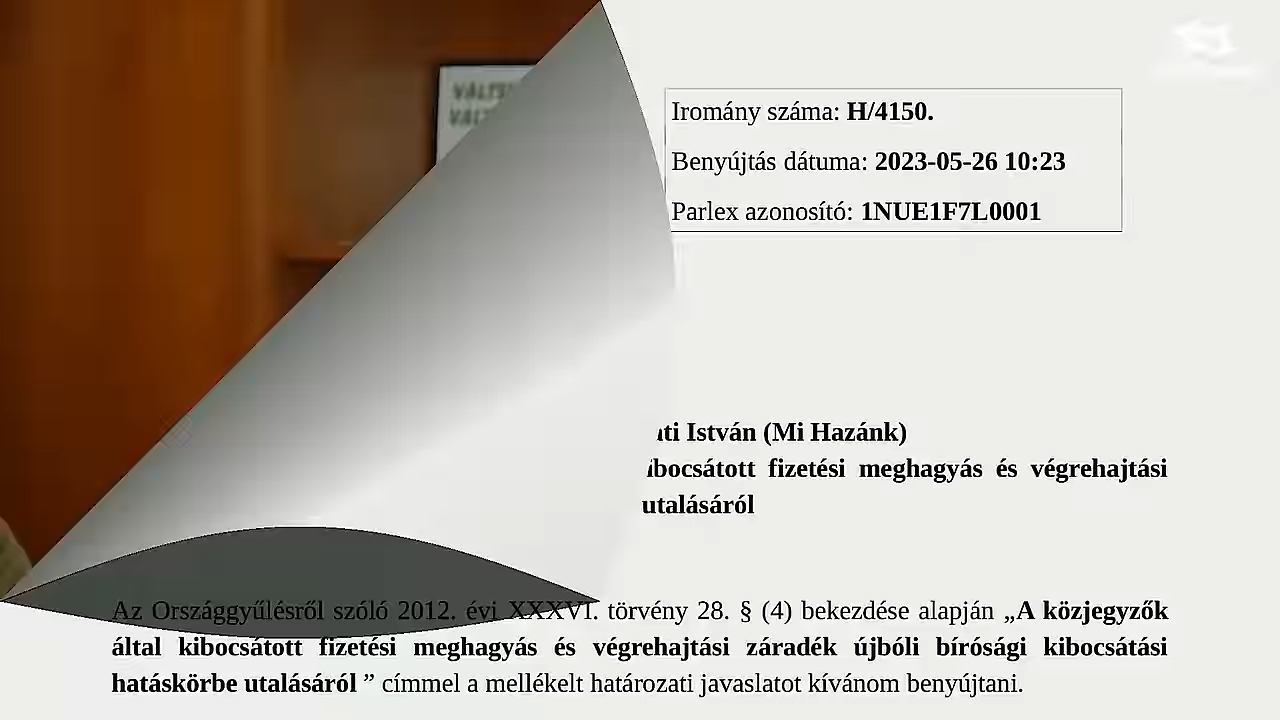 Iromány száma: H/4150.
Benyújtás dátuma: 2023-05-26 10:23
Parlex azonosító: 1NUE1F7L0001
István (Mi Hazánk)
fizetési meghagyás és végrehajtási
utalásáról
Az Országgyűlésről szóló 2012. évi XXXVI. törvény 28. § (4) bekezdése alapján „A közjegyzők
által kibocsátott fizetési meghagyás és végrehajtási záradék újbóli bírósági kibocsátási
hatáskörbe utalásáról ” címmel a mellékelt határozati javaslatot kívánom benyújtani.